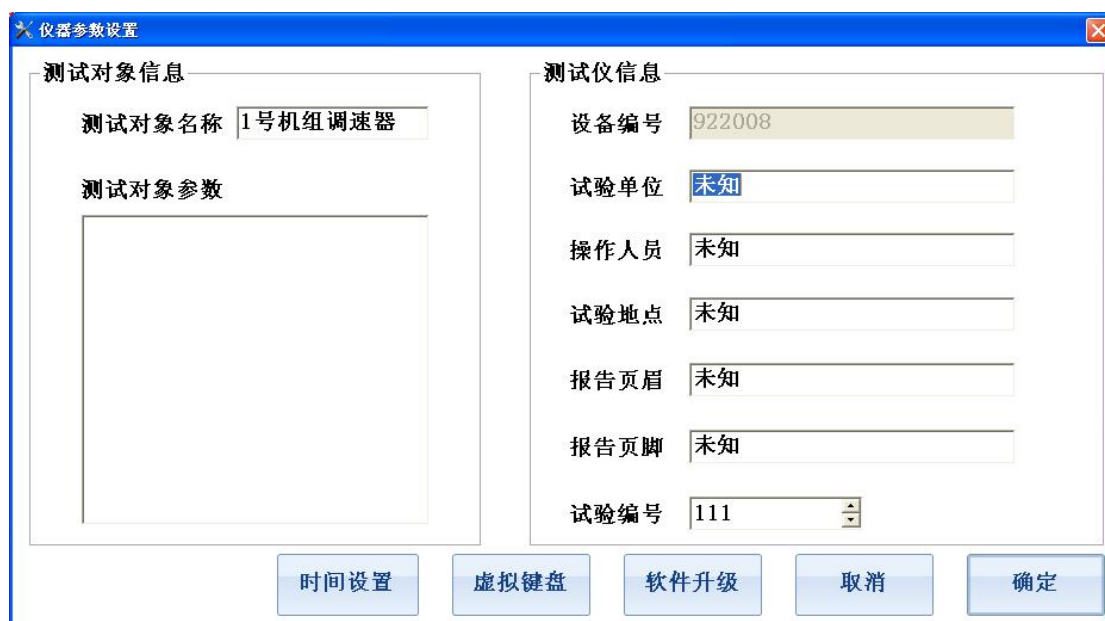 仪器参数设置
测试对象信息
测试对象名称 1号机组调速器
测试对象参数
测试仪信息
设备编号 922008
试验单位 未知
操作人员 未知
试验地点 未知
报告页眉 未知
报告页脚 未知
试验编号 111
时间设置 虚拟键盘 软件升级 取消 确定